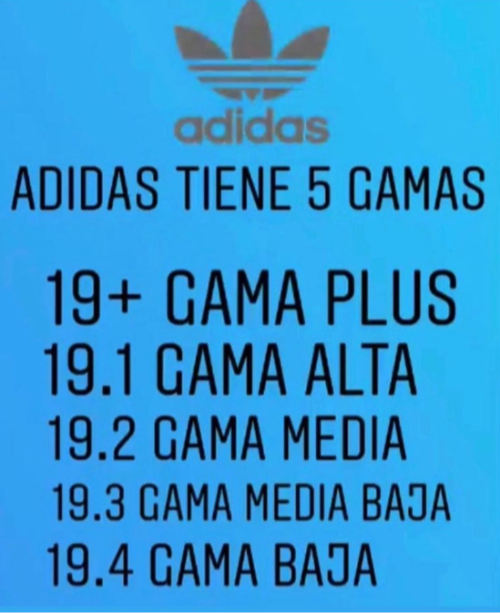 adidas
ADIDAS TIENE 5 GAMAS
19+ GAMA PLUS
19.1 GAMA ALTA
19.2 GAMA MEDIA
19.3 GAMA MEDIA BAJA
19.4 GAMA BAJA